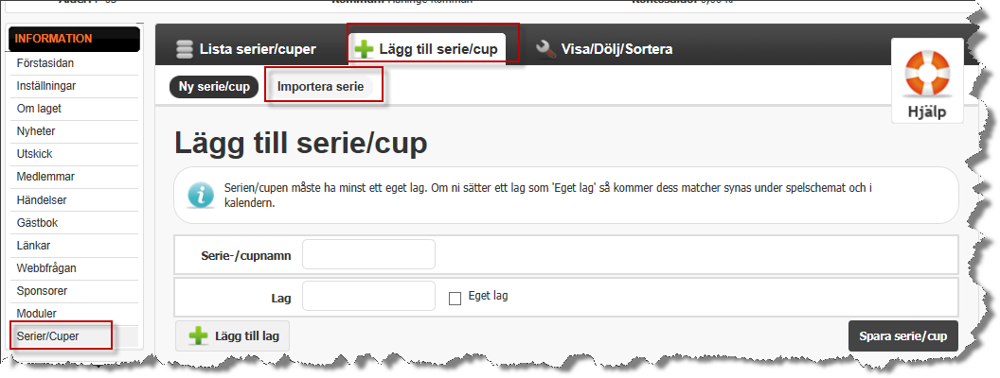 INFORMATION
Förstasidan
Inställningar
Om laget
Nyheter
Utskick
Medlemmar
Händelser
Gästbok
Länkar
Webbfrågan
Sponsorer
Moduler
Serier/Cuper
Lista serier/cuper
Lägg till serie/cup
Visa/Dölj/Sortera
Ny serie/cup
Importera serie
Hjälp
Lägg till serie/cup
Serien/cupen måste ha minst ett eget lag. Om ni sätter ett lag som 'Eget lag' så kommer dess matcher synas under spelschemat och i
kalendern.
Serie-/cupnamn
Lag
Eget lag
Lägg till lag
Spara serie/cup